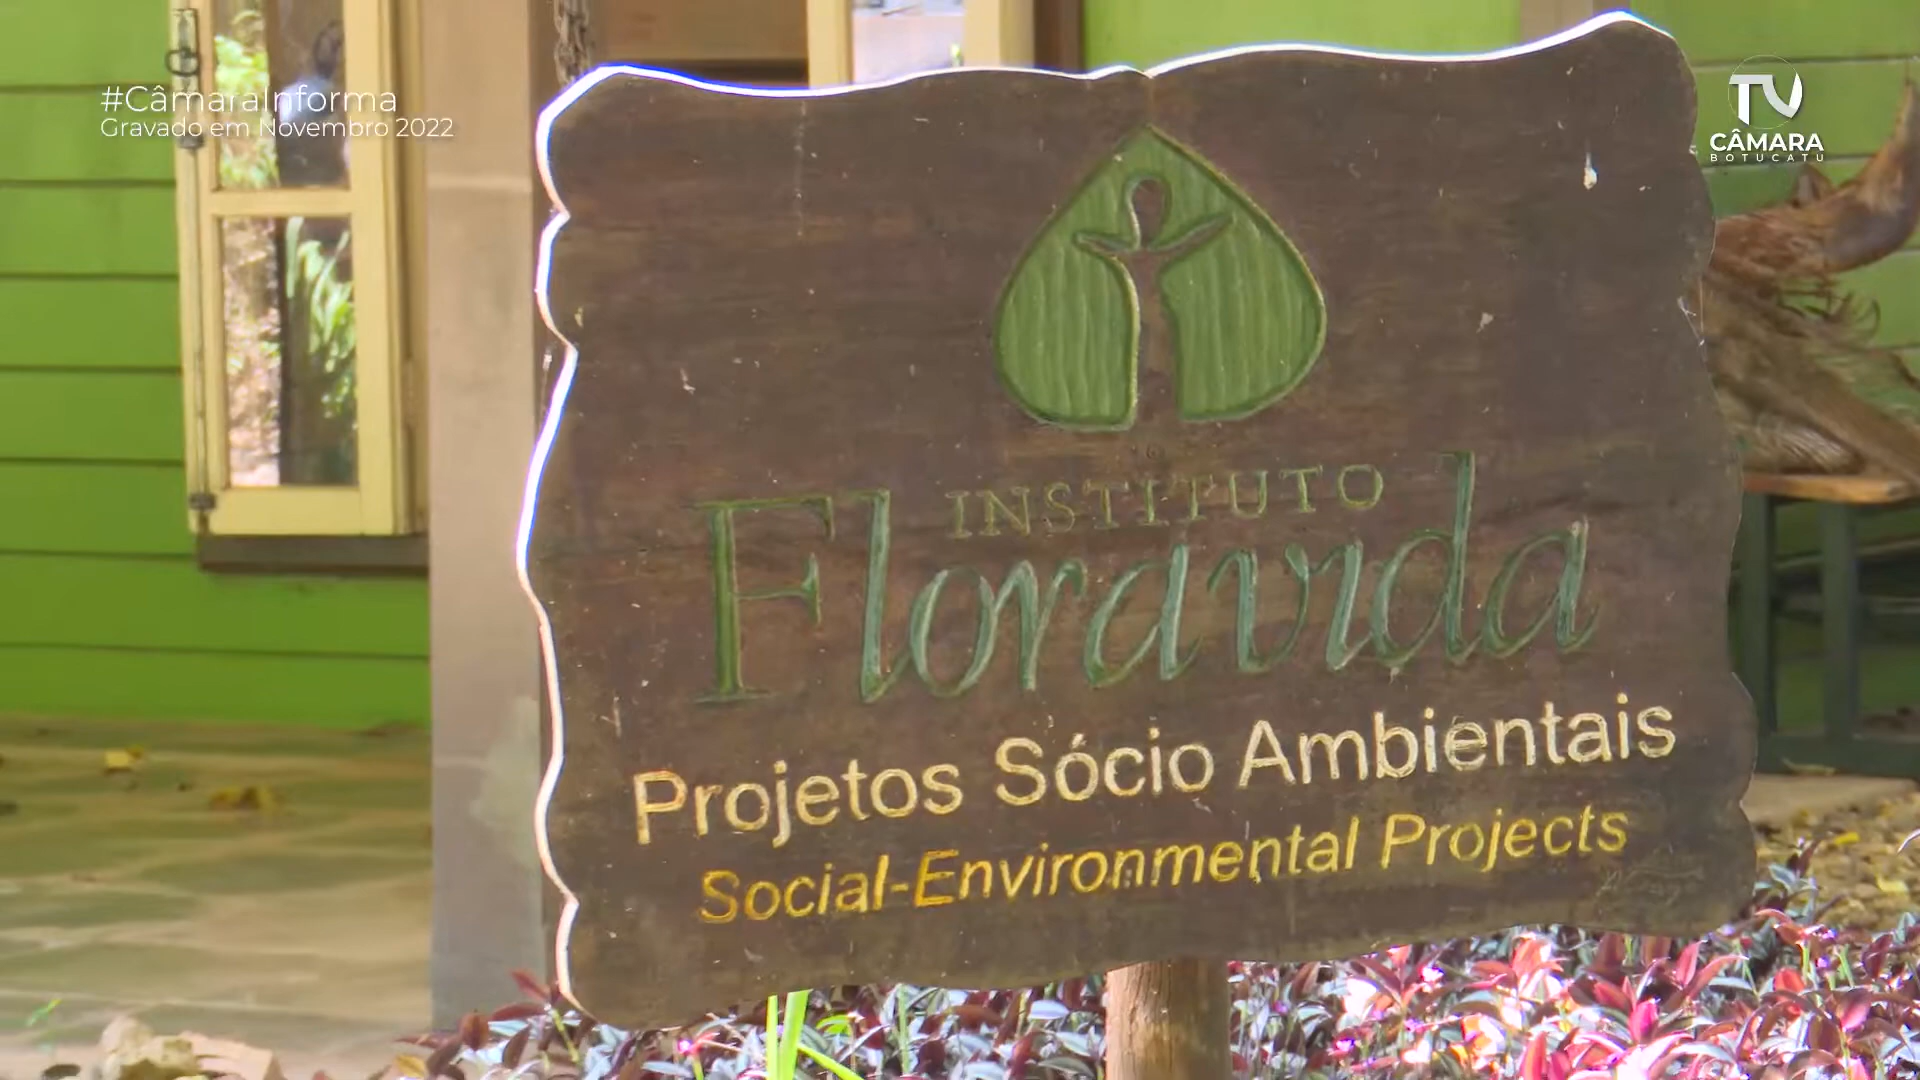 #CâmaraInforma
Gravado em Novembro 2022
TV
CÂMARA
BOTUCATU
INSTITUTO
Floravida
Projetos Sócio Ambientais
Social-Environmental Projects